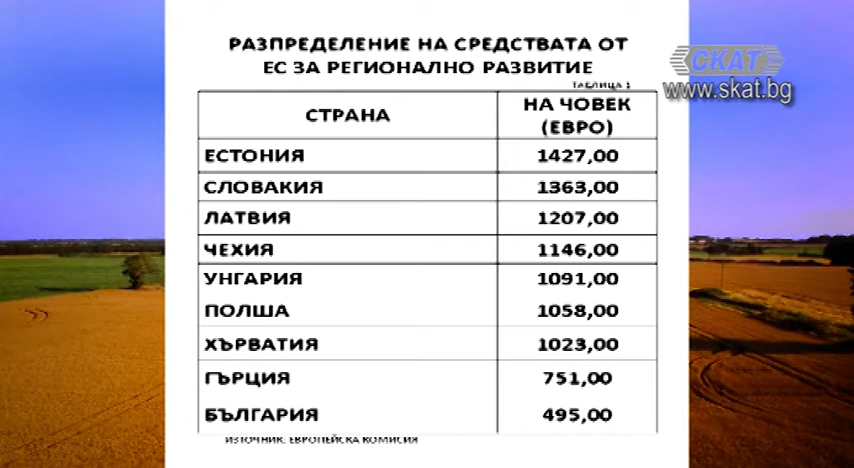 РАЗПРЕДЕЛЕНИЕ НА СРЕДСТВАТА ОТ
ЕС ЗА РЕГИОНАЛНО РАЗВИТИЕ
СКАТ
www.skat.bg
ТАБЛИЦА 1
СТРАНА НА ЧОВЕК
(ЕВРО)
ЕСТОНИЯ 1427,00
СЛОВАКИЯ 1363,00
ЛАТВИЯ 1207,00
ЧЕХИЯ 1146,00
УНГАРИЯ 1091,00
ПОЛША 1058,00
ХЪРВАТИЯ 1023,00
ГЪРЦИЯ 751,00
БЪЛГАРИЯ 495,00
ИЗТОЧНИК: ЕВРОПЕЙСКА КОМИСИЯ